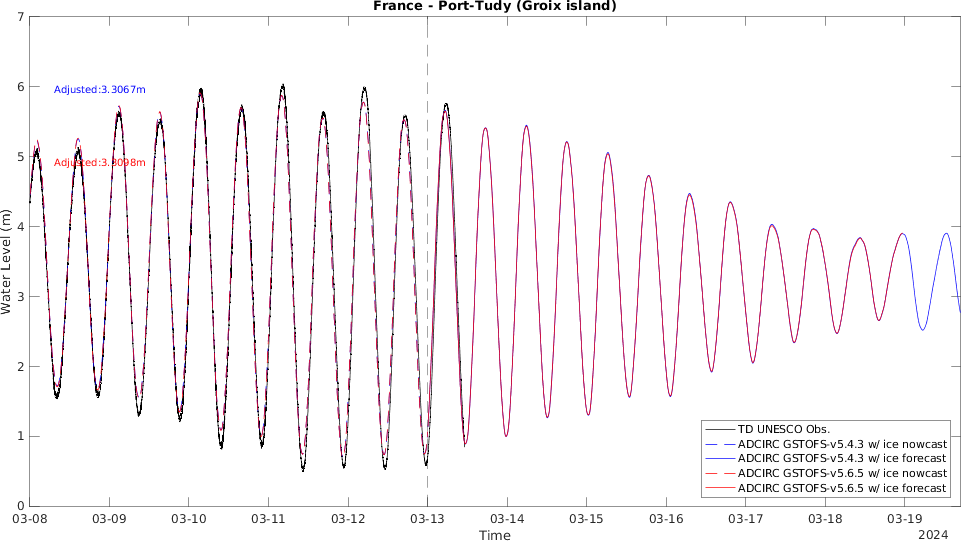 France - Port-Tudy (Groix island)
7
6
5
4
3
2
1
0
Water Level (m)
Adjusted:3.3067m
Adjusted:3.3098m
TD UNESCO Obs.
ADCIRC GSTOFS-v5.4.3 w/ ice nowcast
ADCIRC GSTOFS-v5.4.3 w/ ice forecast
ADCIRC GSTOFS-v5.6.5 w/ ice nowcast
ADCIRC GSTOFS-v5.6.5 w/ ice forecast
03-08 03-09 03-10 03-11 03-12 03-13 03-14 03-15 03-16 03-17 03-18 03-19
Time
2024